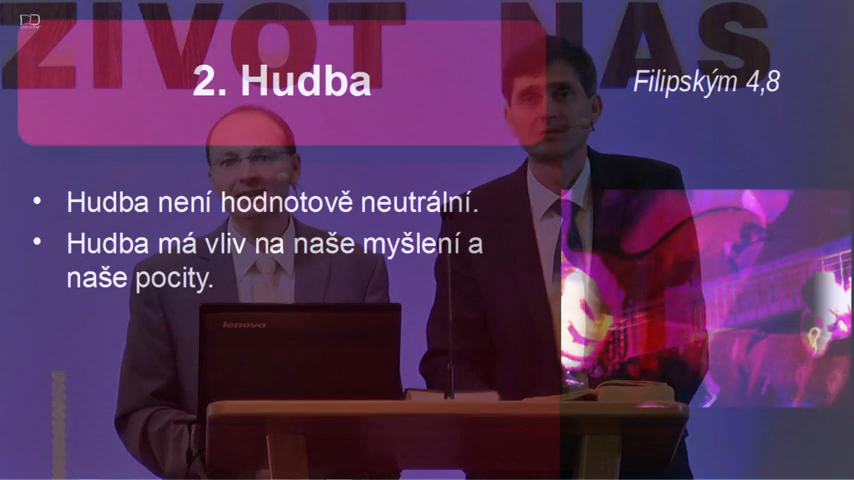 ŽIVOT NÁS
2. Hudba
Filipským 4,8
• Hudba není hodnotově neutrální.
• Hudba má vliv na naše myšlení a
naše pocity.
lenovo